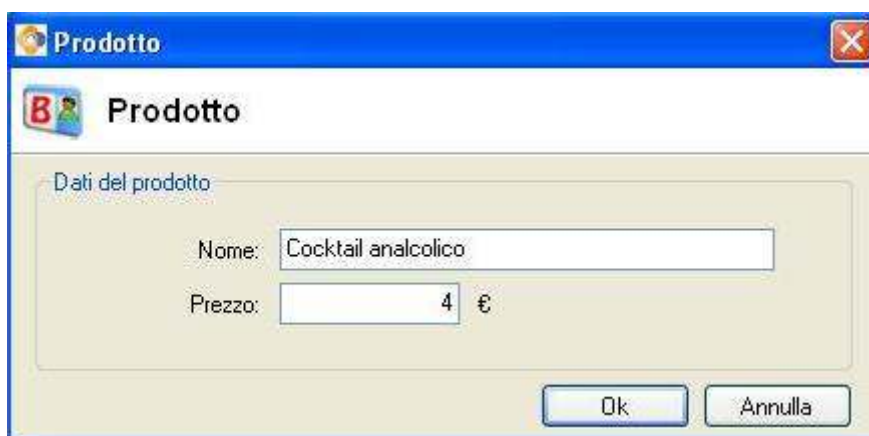 Prodotto
B Prodotto
Dati del prodotto
Nome: Cocktail analcolico
Prezzo: 4 €
Ok Annulla